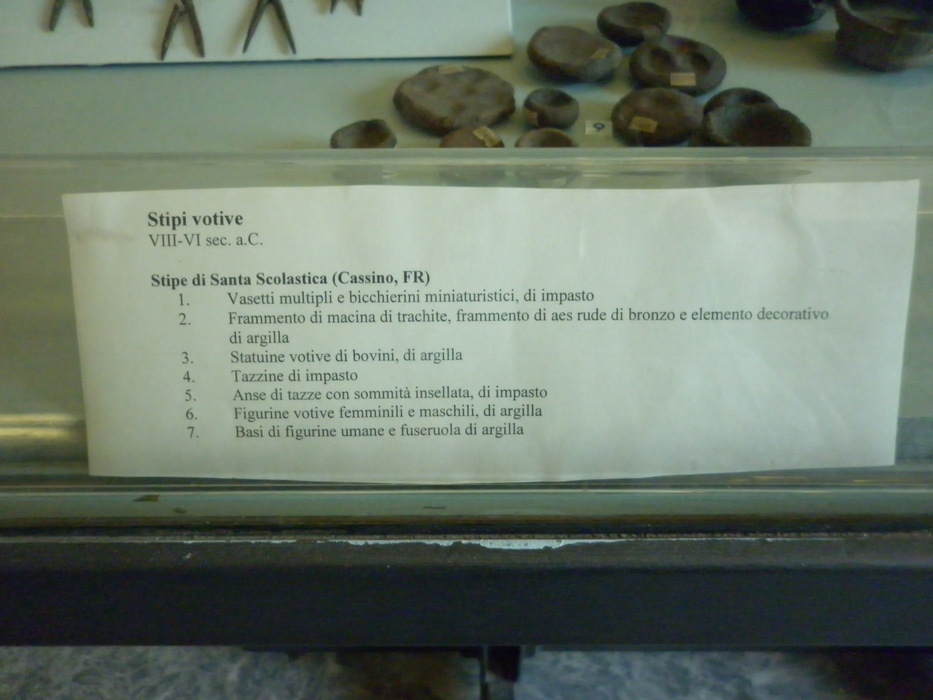 9
Stipi votive
VIII-VI sec. a.C.
Stipe di Santa Scolastica (Cassino, FR)
1. Vasetti multipli e bicchierini miniaturistici, di impasto
2. Frammento di macina di trachite, frammento di aes rude di bronzo e elemento decorativo
di argilla
3. Statuine votive di bovini, di argilla
4. Tazzine di impasto
5. Anse di tazze con sommità insellata, di impasto
6. Figurine votive femminili e maschili, di argilla
7. Basi di figurine umane e fuseruola di argilla